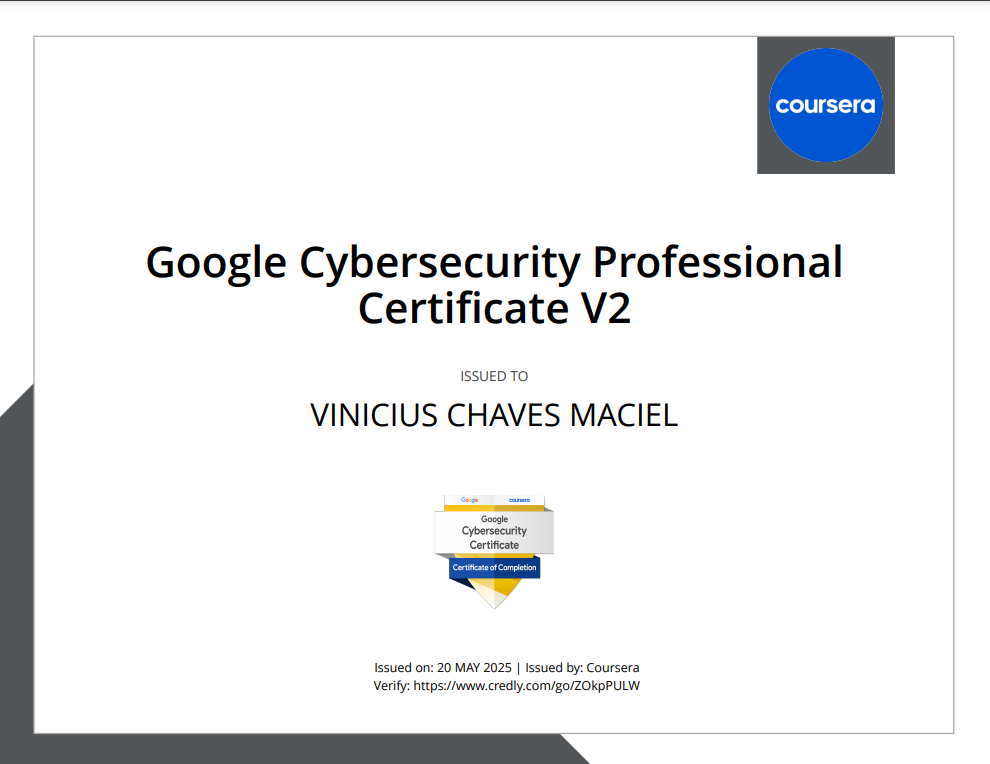 coursera
Google Cybersecurity Professional
Certificate V2
ISSUED TO
VINICIUS CHAVES MACIEL
Google coursera
Google
Cybersecurity
Certificate
Certificate of Completion
Issued on: 20 MAY 2025 | Issued by: Coursera
Verify: https://www.credly.com/go/ZOkpPULW